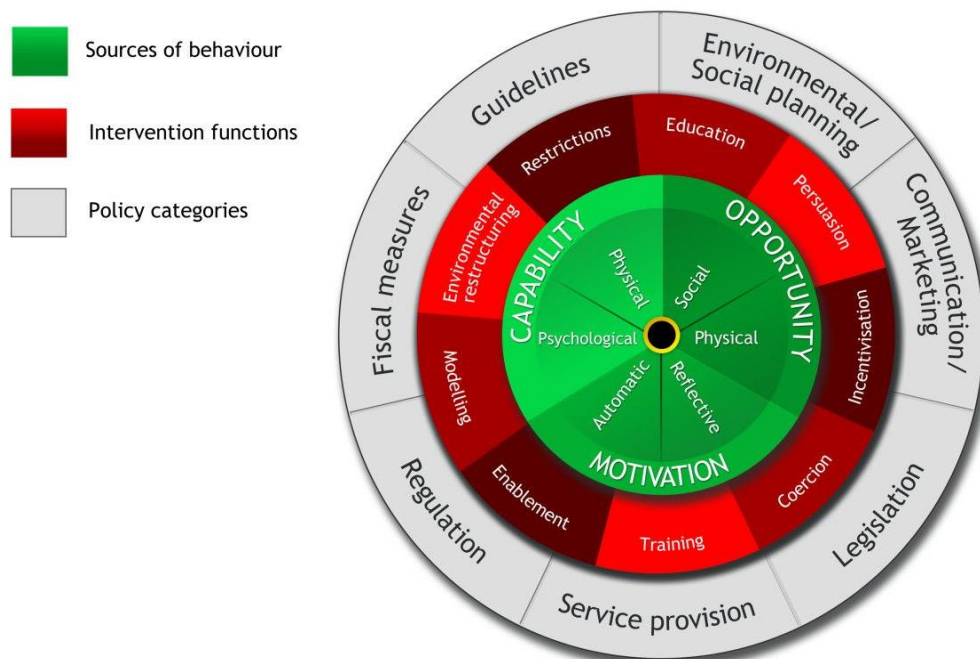 Sources of behaviour
Intervention functions
Policy categories
Guidelines
Environmental/
Social planning
Communication/
Marketing
Legislation
Service provision
Regulation
Fiscal measures
Restrictions
Education
Persuasion
Incentivisation
Coercion
Training
Enablement
Modelling
Environmental
restructuring
CAPABILITY
OPPORTUNITY
MOTIVATION
Physical
Social
Physical
Reflective
Automatic
Psychological